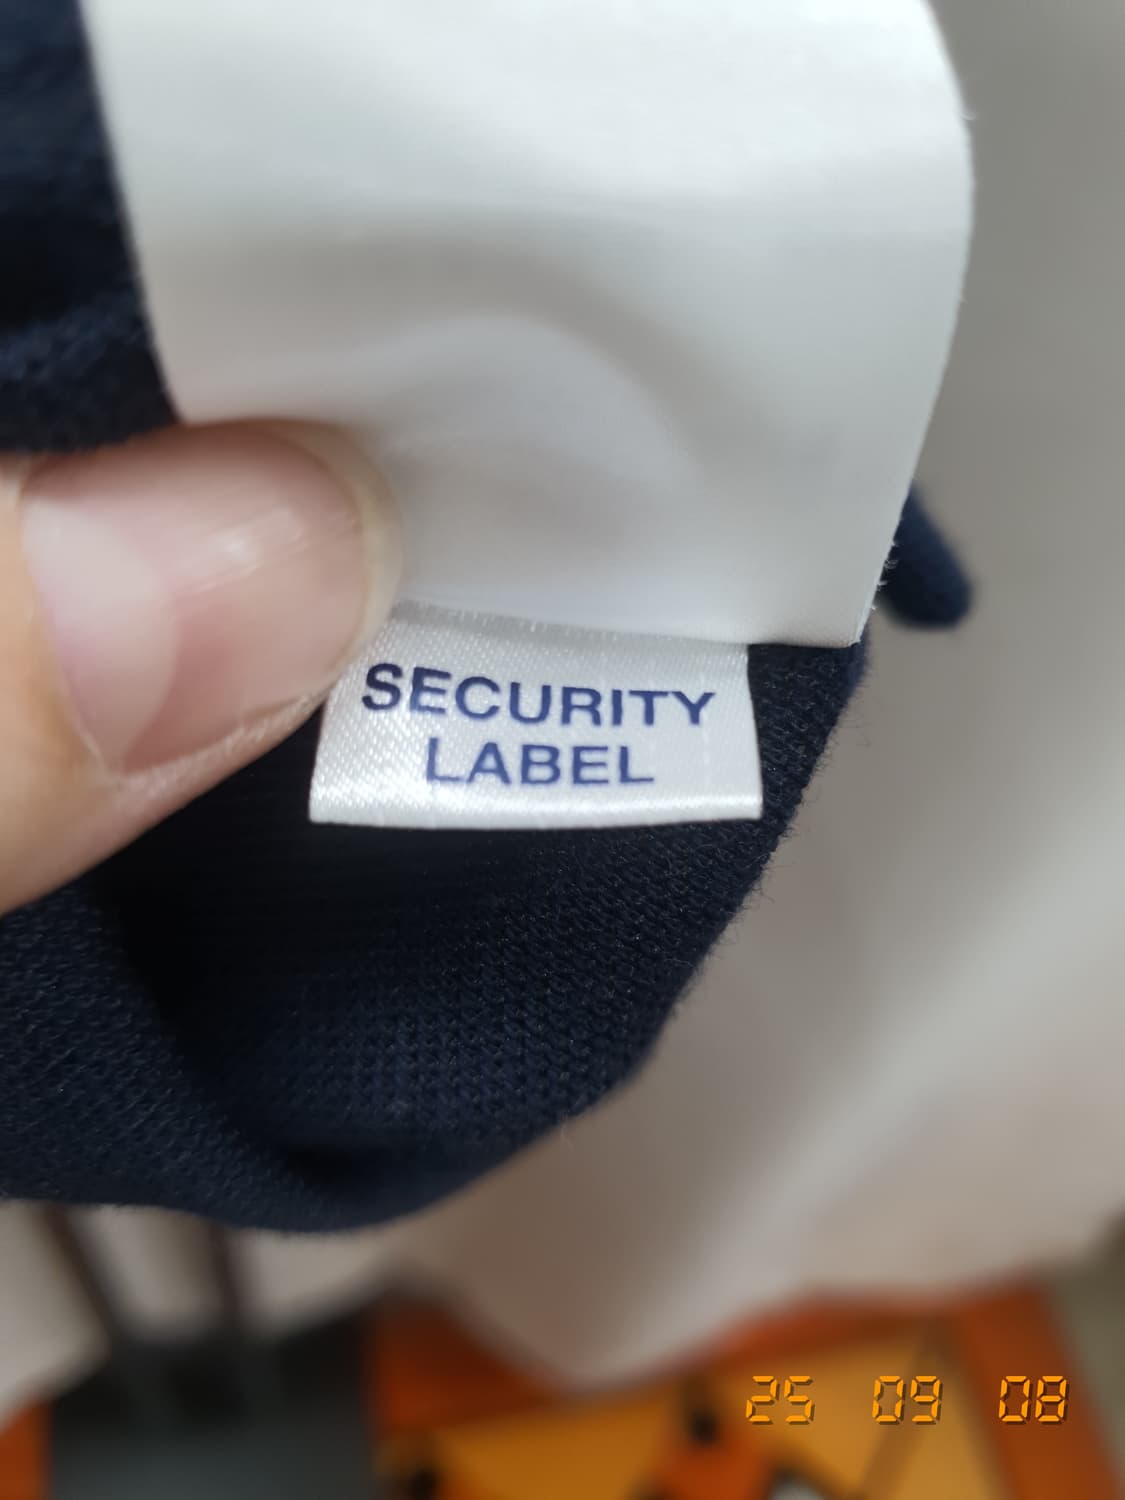 SECURITY
LABEL
25 09 08